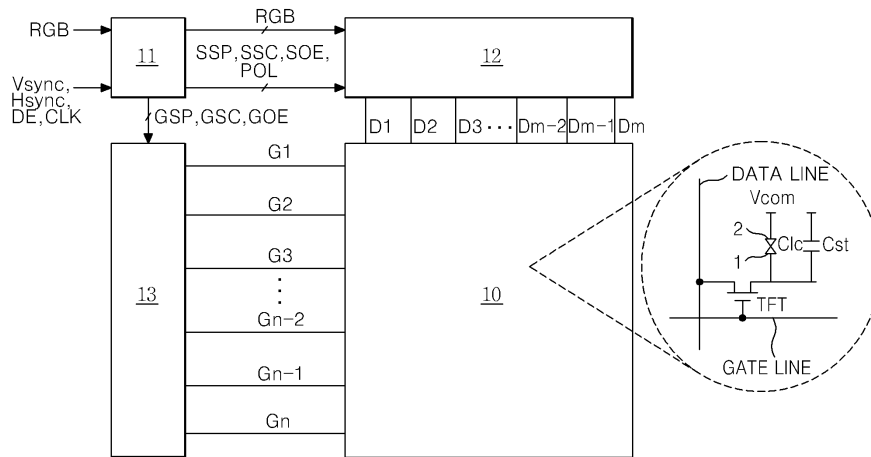 RGB
11
RGB
SSP,SSC,SOE,
POL
12
Vsync,
Hsync,
DE,CLK
GSP,GSC,GOE
D1
D2
D3
···
Dm-2
Dm-1
Dm
13
G1
G2
G3
Gn-2
Gn-1
Gn
10
DATA LINE
Vcom
2
1
Clc
Cst
TFT
GATE LINE